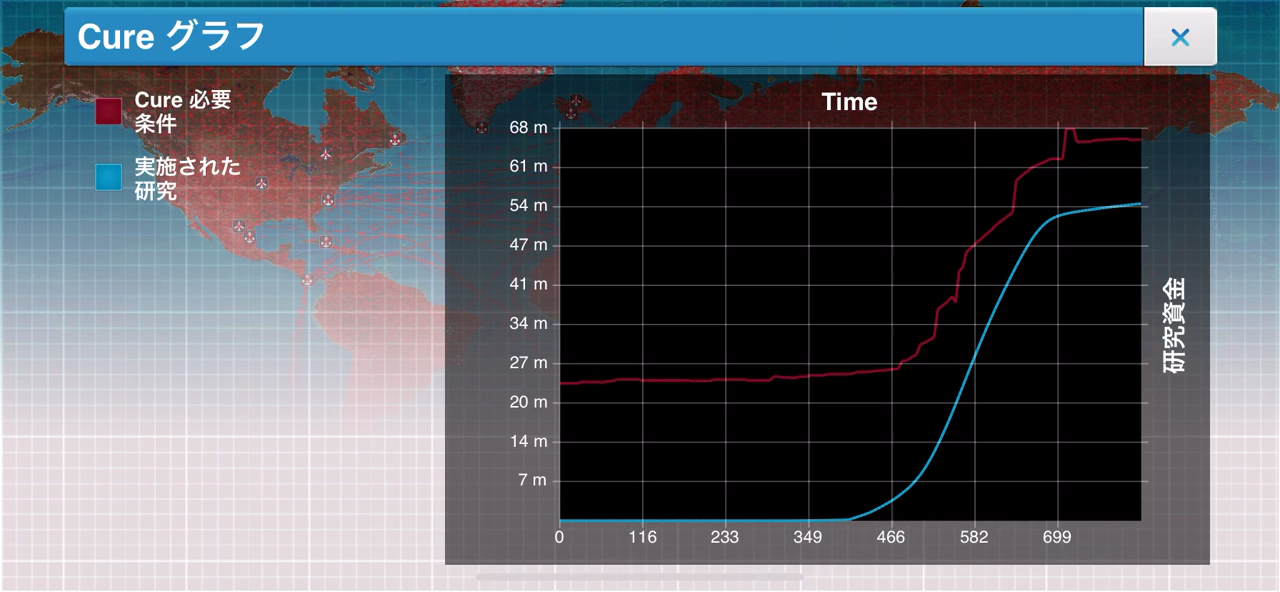 Cure グラフ
×
Cure 必要
条件
実施された
研究
Time
68 m
61 m
54 m
47 m
41 m
34 m
27 m
20 m
14 m
7 m
0
116
233
349
466
582
699
研究資金